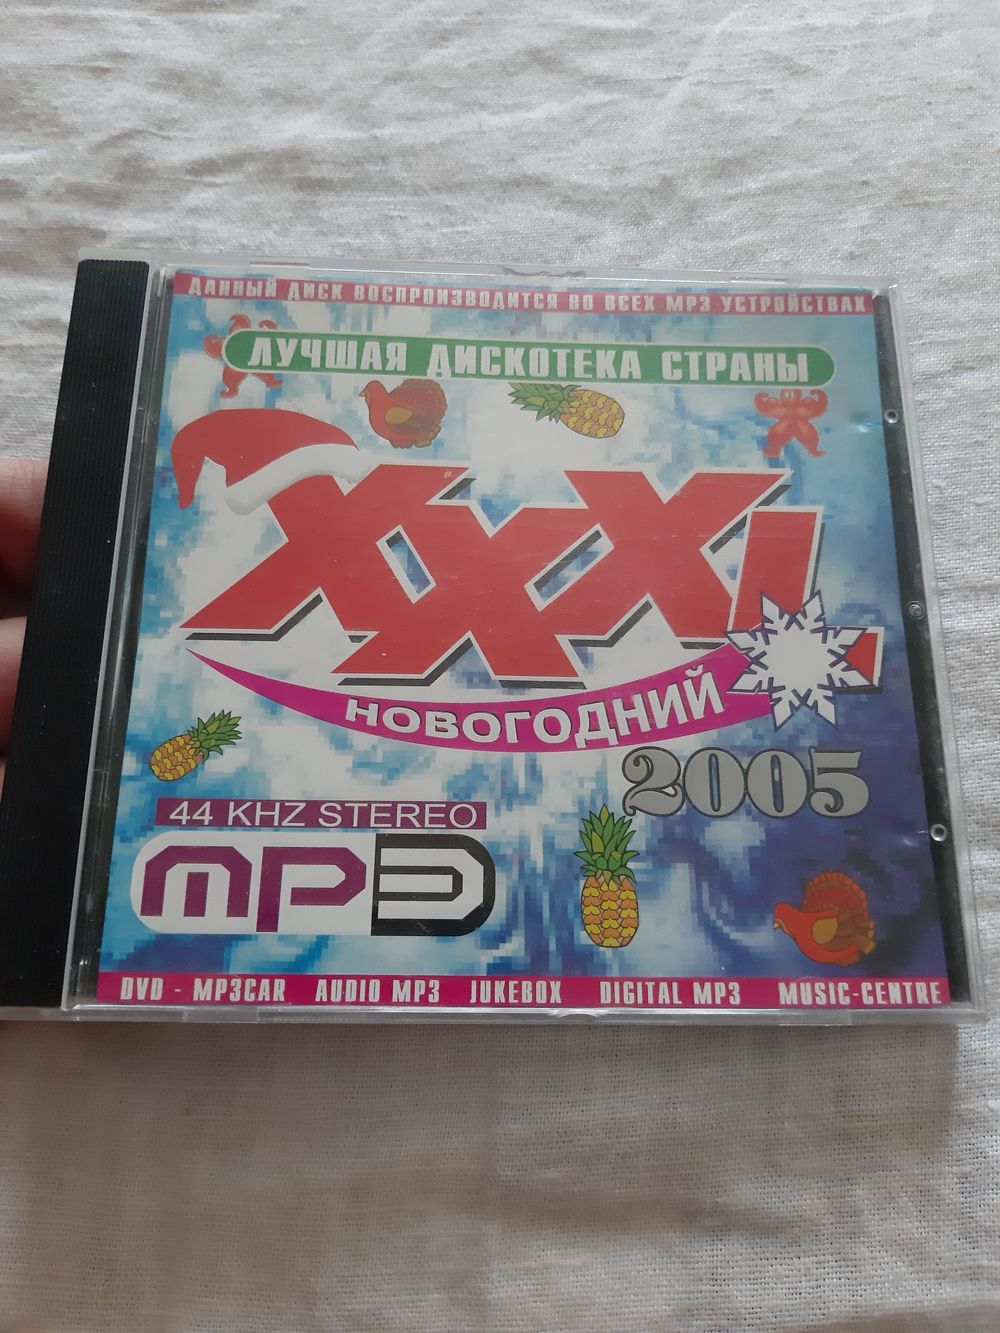 ДАННЫЙ ДИСК ВОСПРОИЗВОДИТСЯ ВО ВСЕХ MP3 УСТРОЙСТВАХ
ЛУЧШАЯ ДИСКОТЕКА СТРАНЫ
XXXL
НОВОГОДНИЙ
2005
44 KHZ STEREO
MP3
DVD - MP3CAR AUDIO MP3 JUKEBOX DIGITAL MP3 MUSIC-CENTRE